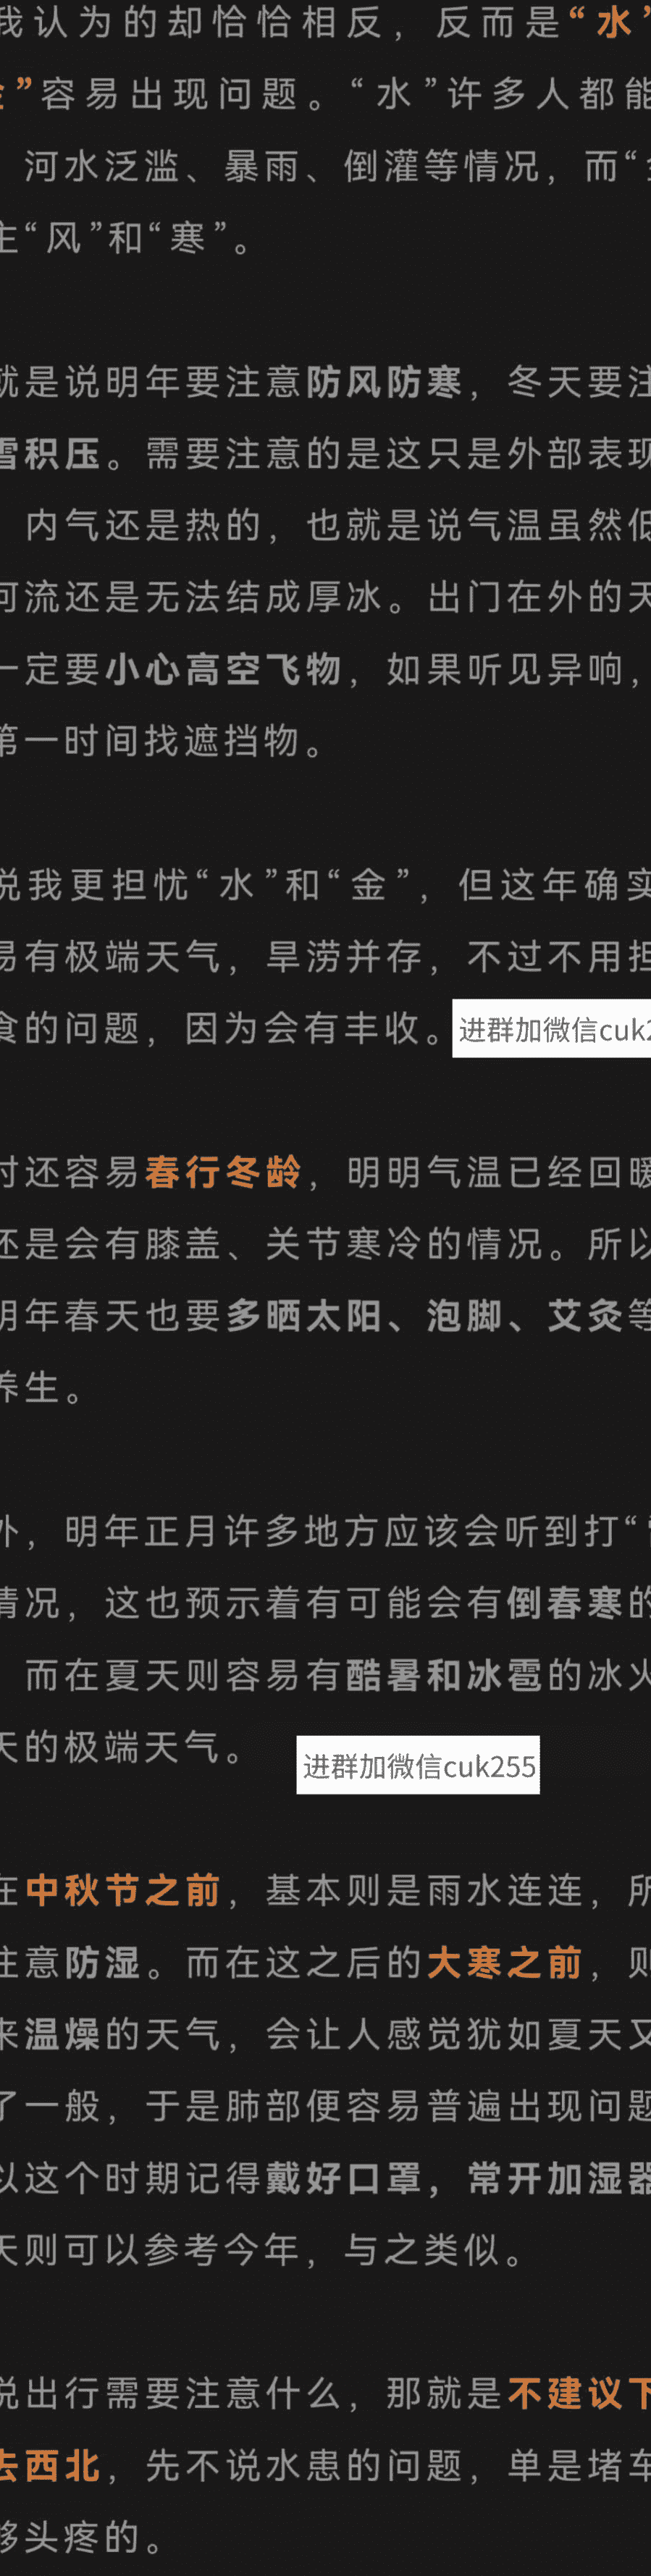 我认为的却恰恰相反，反而是“水”
”容易出现问题。“水”许多人都能
河水泛滥、暴雨、倒灌等情况，而“
主“风”和“寒”。
就是说明年要注意防风防寒，冬天要注
雪积压。需要注意的是这只是外部表现
内气还是热的，也就是说气温虽然低
河流还是无法结成厚冰。出门在外的天
一定要小心高空飞物，如果听见异响，
第一时间找遮挡物。
说我更担忧“水”和“金”，但这年确实
易有极端天气，旱涝并存，不过不用担
食的问题，因为会有丰收。进群加微信cuk2
时还容易春行冬龄，明明气温已经回暖
还是会有膝盖、关节寒冷的情况。所以
明年春天也要多晒太阳、泡脚、艾灸等
养生。
外，明年正月许多地方应该会听到打“
情况，这也预示着有可能会有倒春寒的
而在夏天则容易有酷暑和冰雹的冰火
天的极端天气。
进群加微信cuk255
在中秋节之前，基本则是雨水连连，所
注意防湿。而在这之后的大寒之前，则
来温燥的天气，会让人感觉犹如夏天又
了一般，于是肺部便容易普遍出现问题
以这个时期记得戴好口罩，常开加湿器
天则可以参考今年，与之类似。
说出行需要注意什么，那就是不建议下
去西北，先不说水患的问题，单是堵车
够头疼的。